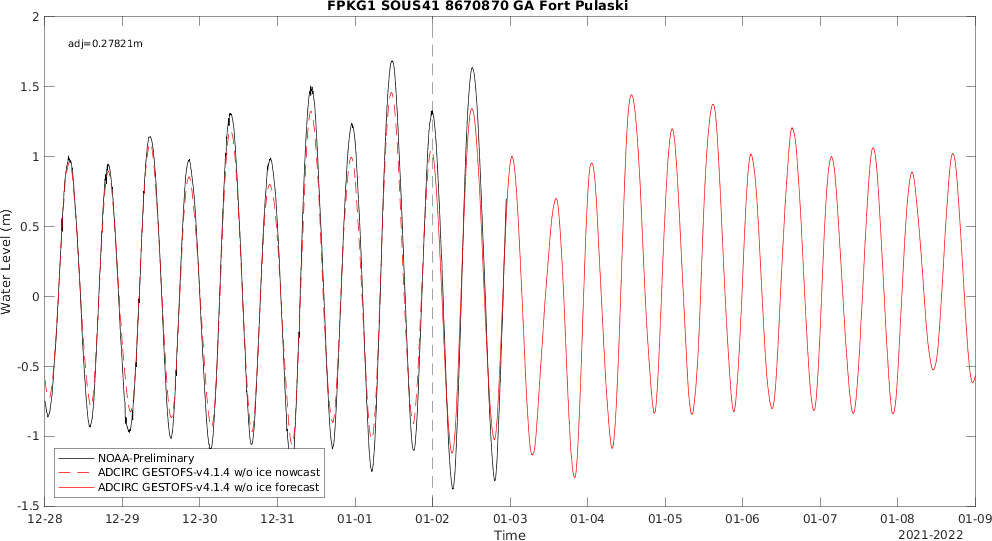 FPKG1 SOUS41 8670870 GA Fort Pulaski
adj=0.27821m
2
1.5
1
0.5
0
-0.5
-1
-1.5
Water Level (m)
NOAA-Preliminary
ADCIRC GESTOFS-v4.1.4 w/o ice nowcast
ADCIRC GESTOFS-v4.1.4 w/o ice forecast
12-28 12-29 12-30 12-31 01-01 01-02 01-03 01-04 01-05 01-06 01-07 01-08 01-09
Time
2021-2022